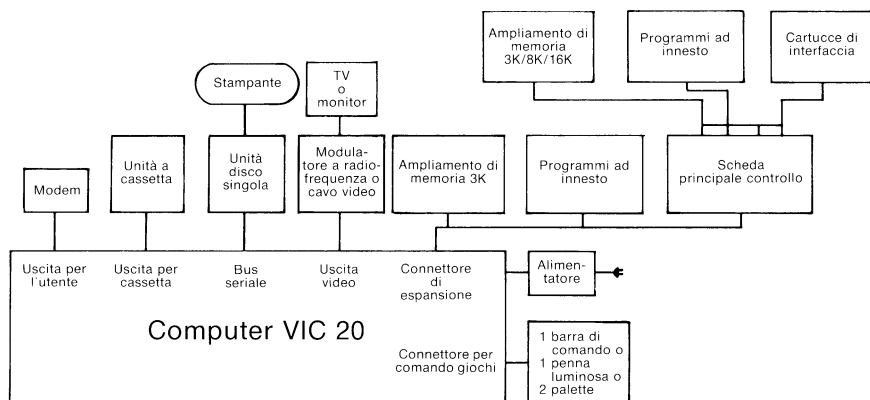 Ampliamento di
memoria
3K/8K/16K
Programmi ad
innesto
Cartucce di
interfaccia
Stampante
TV
o
monitor
Modem
Unità a
cassetta
Unità
disco
singola
Modula-
tore a radio-
frequenza o
cavo video
Ampliamento di
memoria 3K
Programmi ad
innesto
Scheda
principale controllo
Uscita per
l'utente
Uscita per
cassetta
Bus
seriale
Uscita
video
Connettore
di
espansione
Alimen-
tatore
Computer VIC 20
Connettore per
comando giochi
1 barra di
comando o
1 penna
luminosa o
2 palette